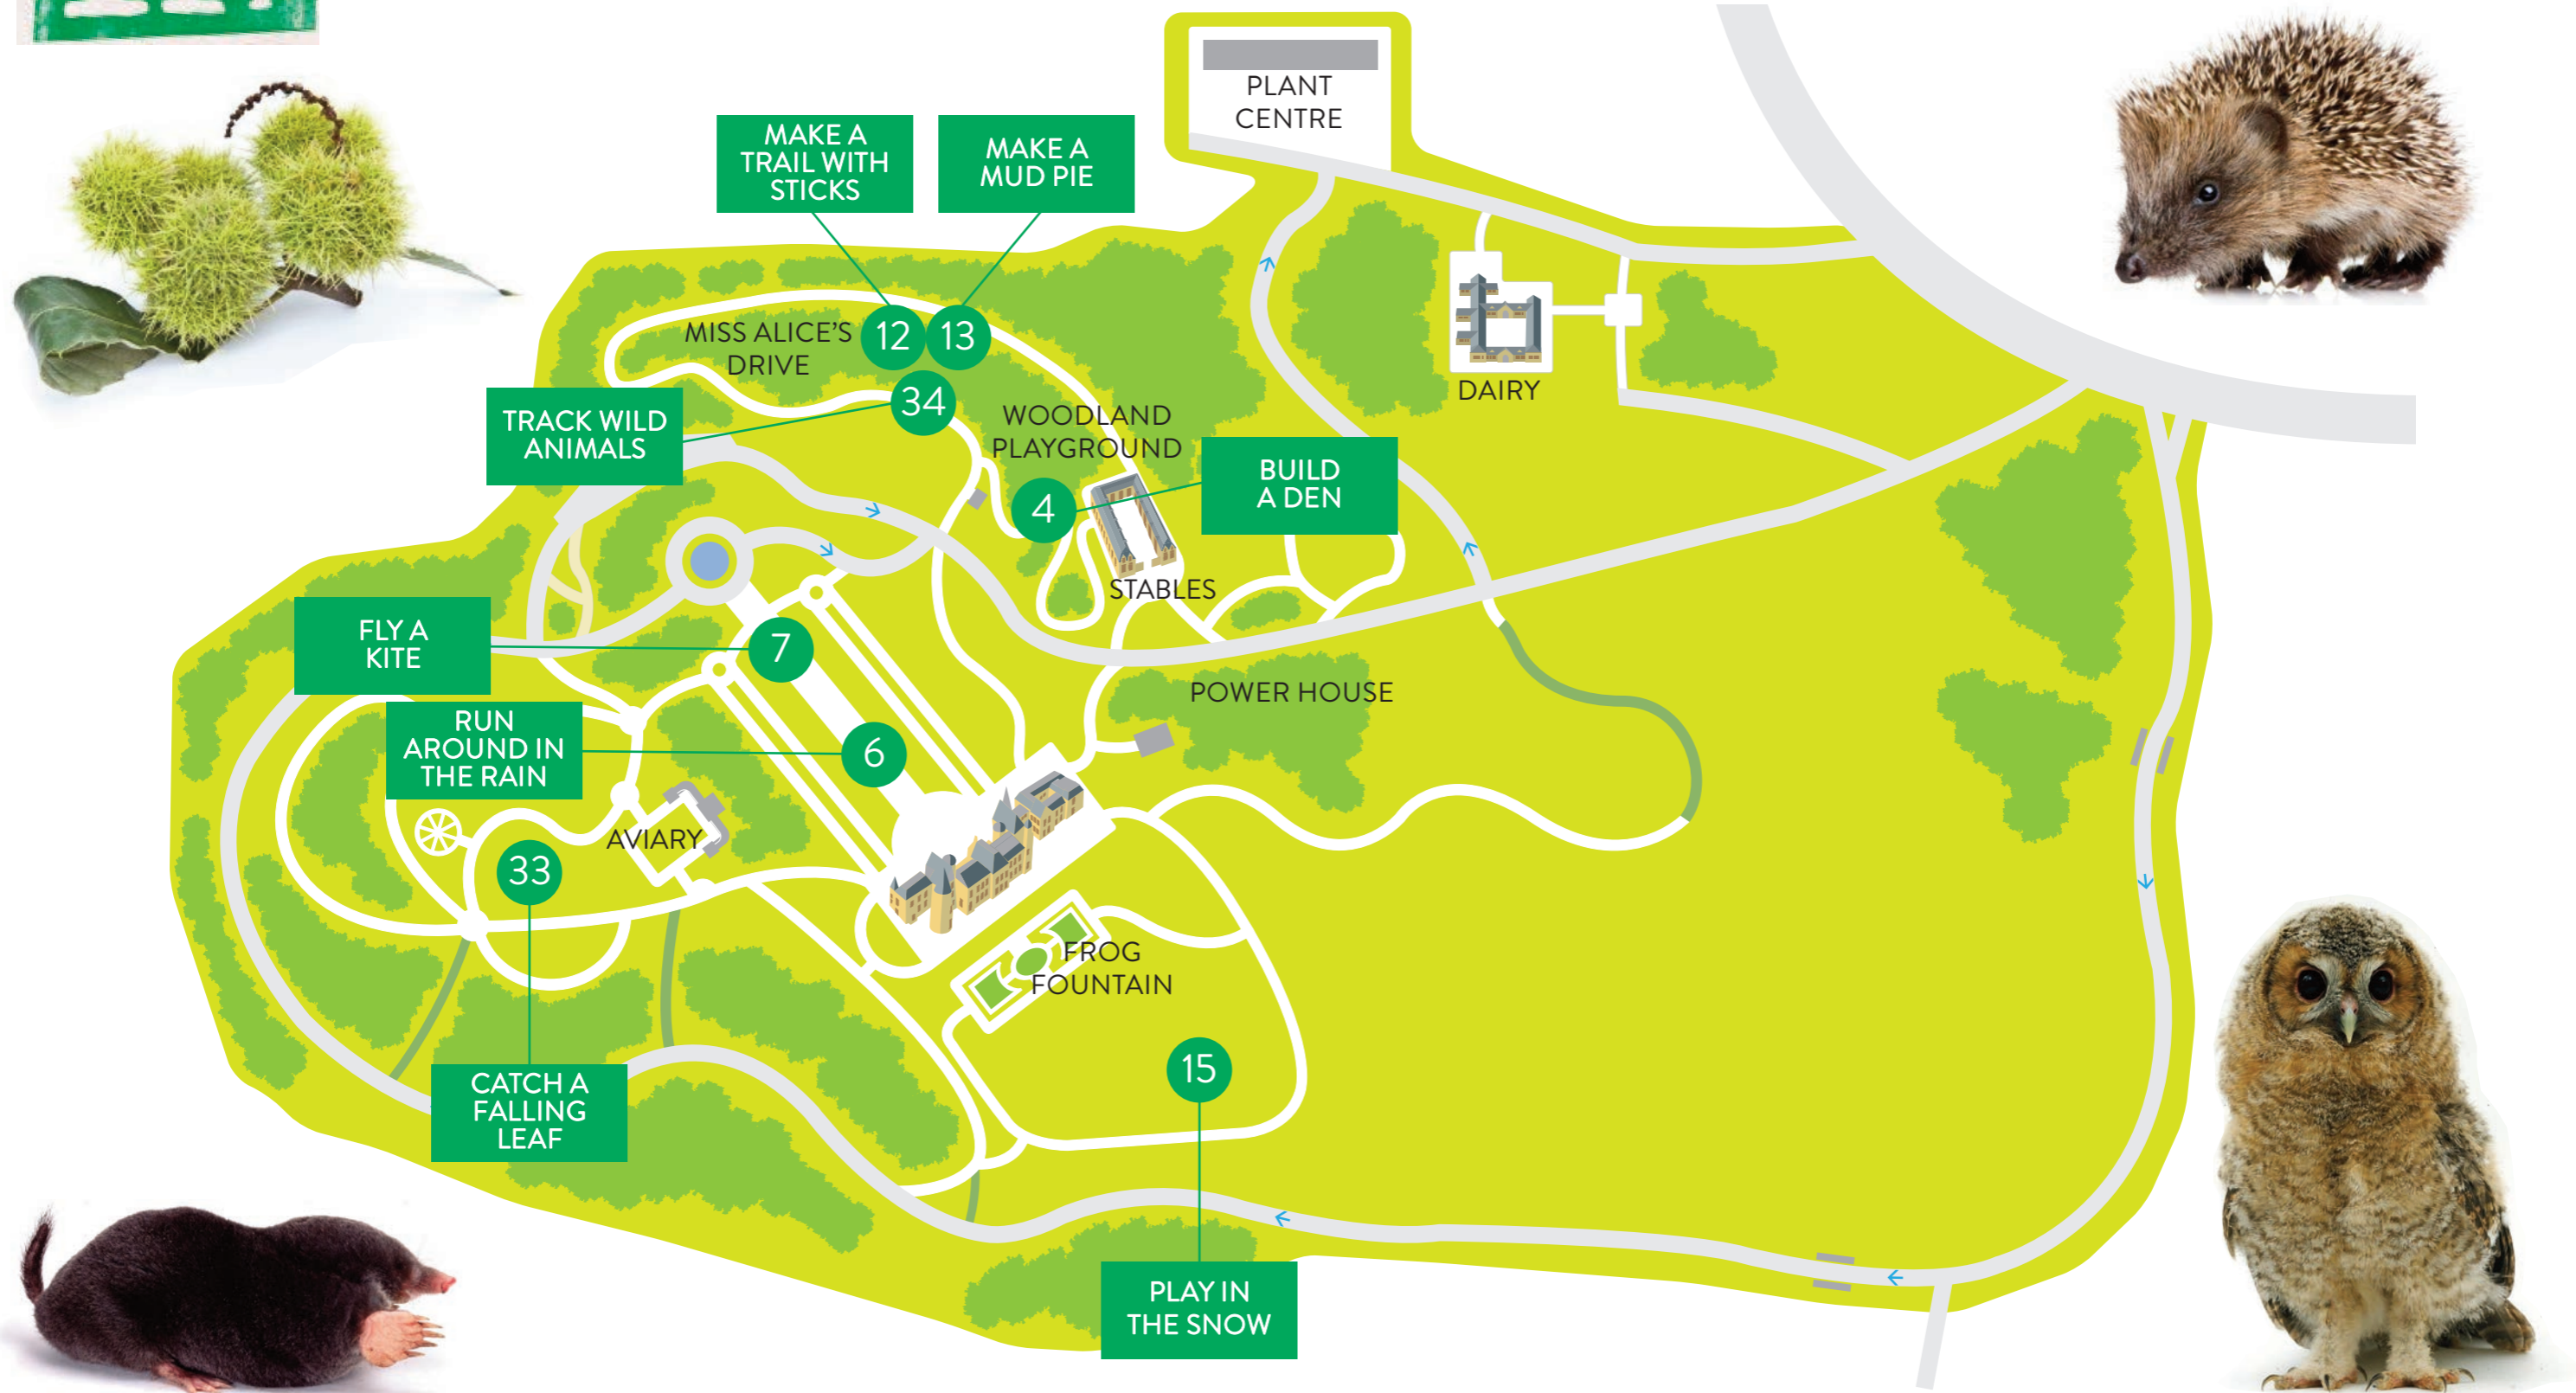 PLANT
CENTRE
MAKE A
TRAIL WITH
STICKS
MAKE A
MUD PIE
MISS ALICE'S
DRIVE
12
13
34
DAIRY
TRACK WILD
ANIMALS
WOODLAND
PLAYGROUND
4
BUILD
A DEN
STABLES
FLY A
KITE
7
POWER HOUSE
RUN
AROUND IN
THE RAIN
6
AVIARY
33
FROG
FOUNTAIN
15
CATCH A
FALLING
LEAF
PLAY IN
THE SNOW